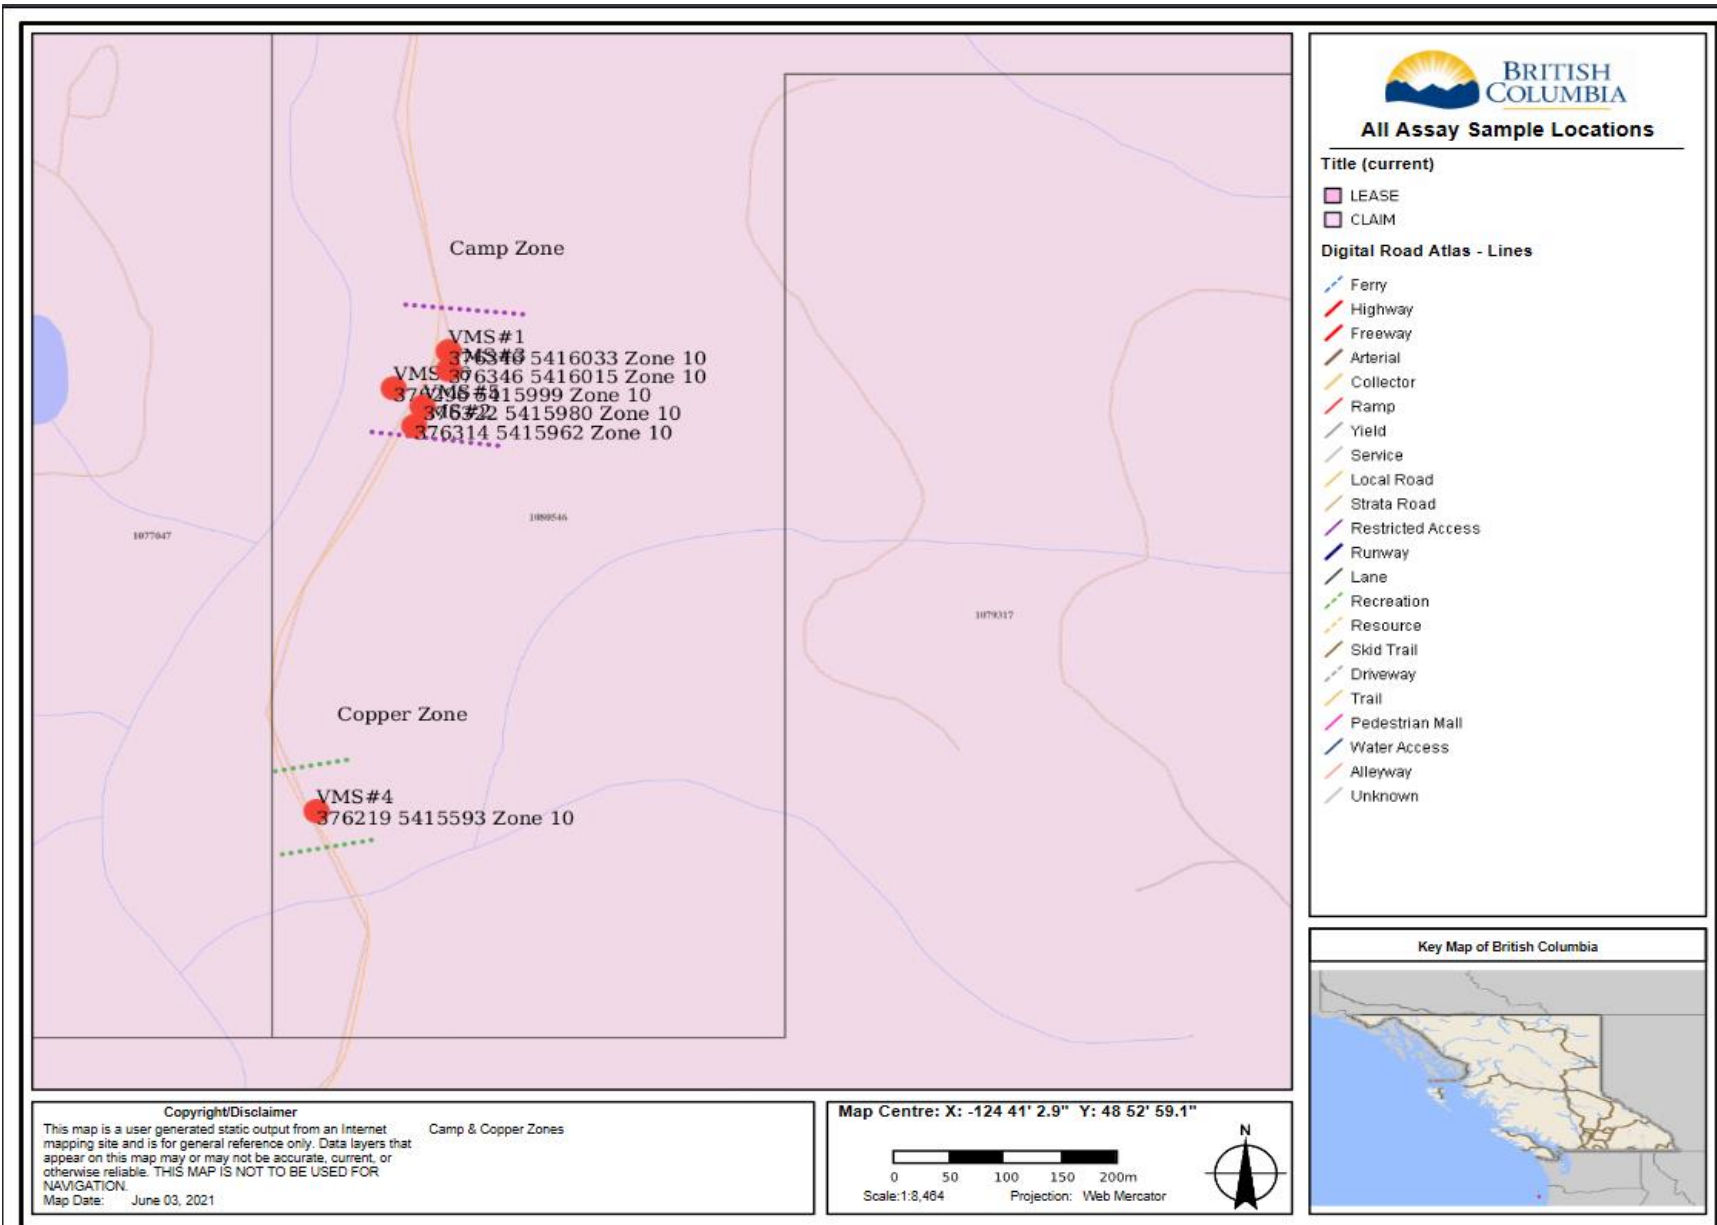 Camp Zone
VMS#1
5416033 Zone 10
376346 5416015 Zone 10
5415999 Zone 10
5415980 Zone 10
376314 5415962 Zone 10
1077047
1080546
1079317
Copper Zone
VMS#4
376219 5415593 Zone 10
BRITISH
COLUMBIA
All Assay Sample Locations
Title (current)
LEASE
CLAIM
Digital Road Atlas - Lines
Ferry
Highway
Freeway
Arterial
Collector
Ramp
Yield
Service
Local Road
Strata Road
Restricted Access
Runway
Lane
Recreation
Resource
Skid Trail
Driveway
Trail
Pedestrian Mall
Water Access
Alleyway
Unknown
Key Map of British Columbia
Copyright/Disclaimer
This map is a user generated static output from an Internet
mapping site and is for general reference only. Data layers that
appear on this map may or may not be accurate, current, or
otherwise reliable. THIS MAP IS NOT TO BE USED FOR
NAVIGATION.
Map Date: June 03, 2021
Camp & Copper Zones
Map Centre: X: -124 41' 2.9" Y: 48 52' 59.1"
0 50 100 150 200m
Scale:1:8,464 Projection: Web Mercator
N